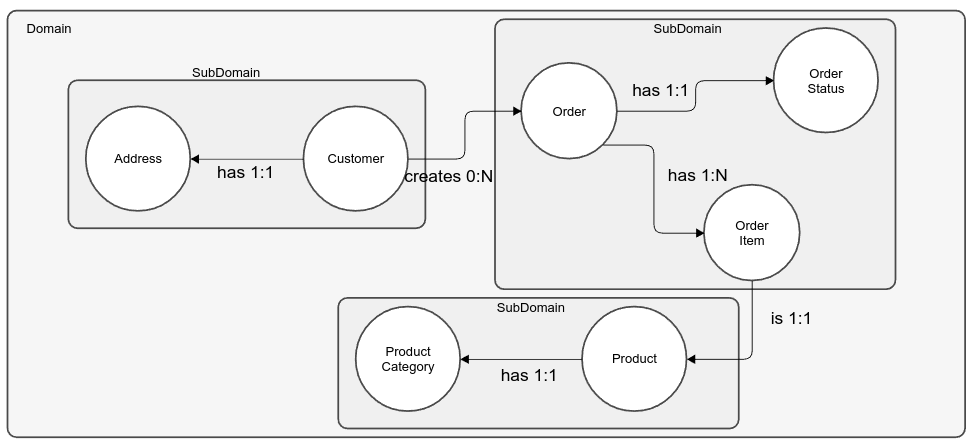 Domain
SubDomain
Address
has 1:1
Customer
creates 0:N
SubDomain
Order
has 1:1
Order
Status
has 1:N
Order
Item
is 1:1
SubDomain
Product
Category
has 1:1
Product